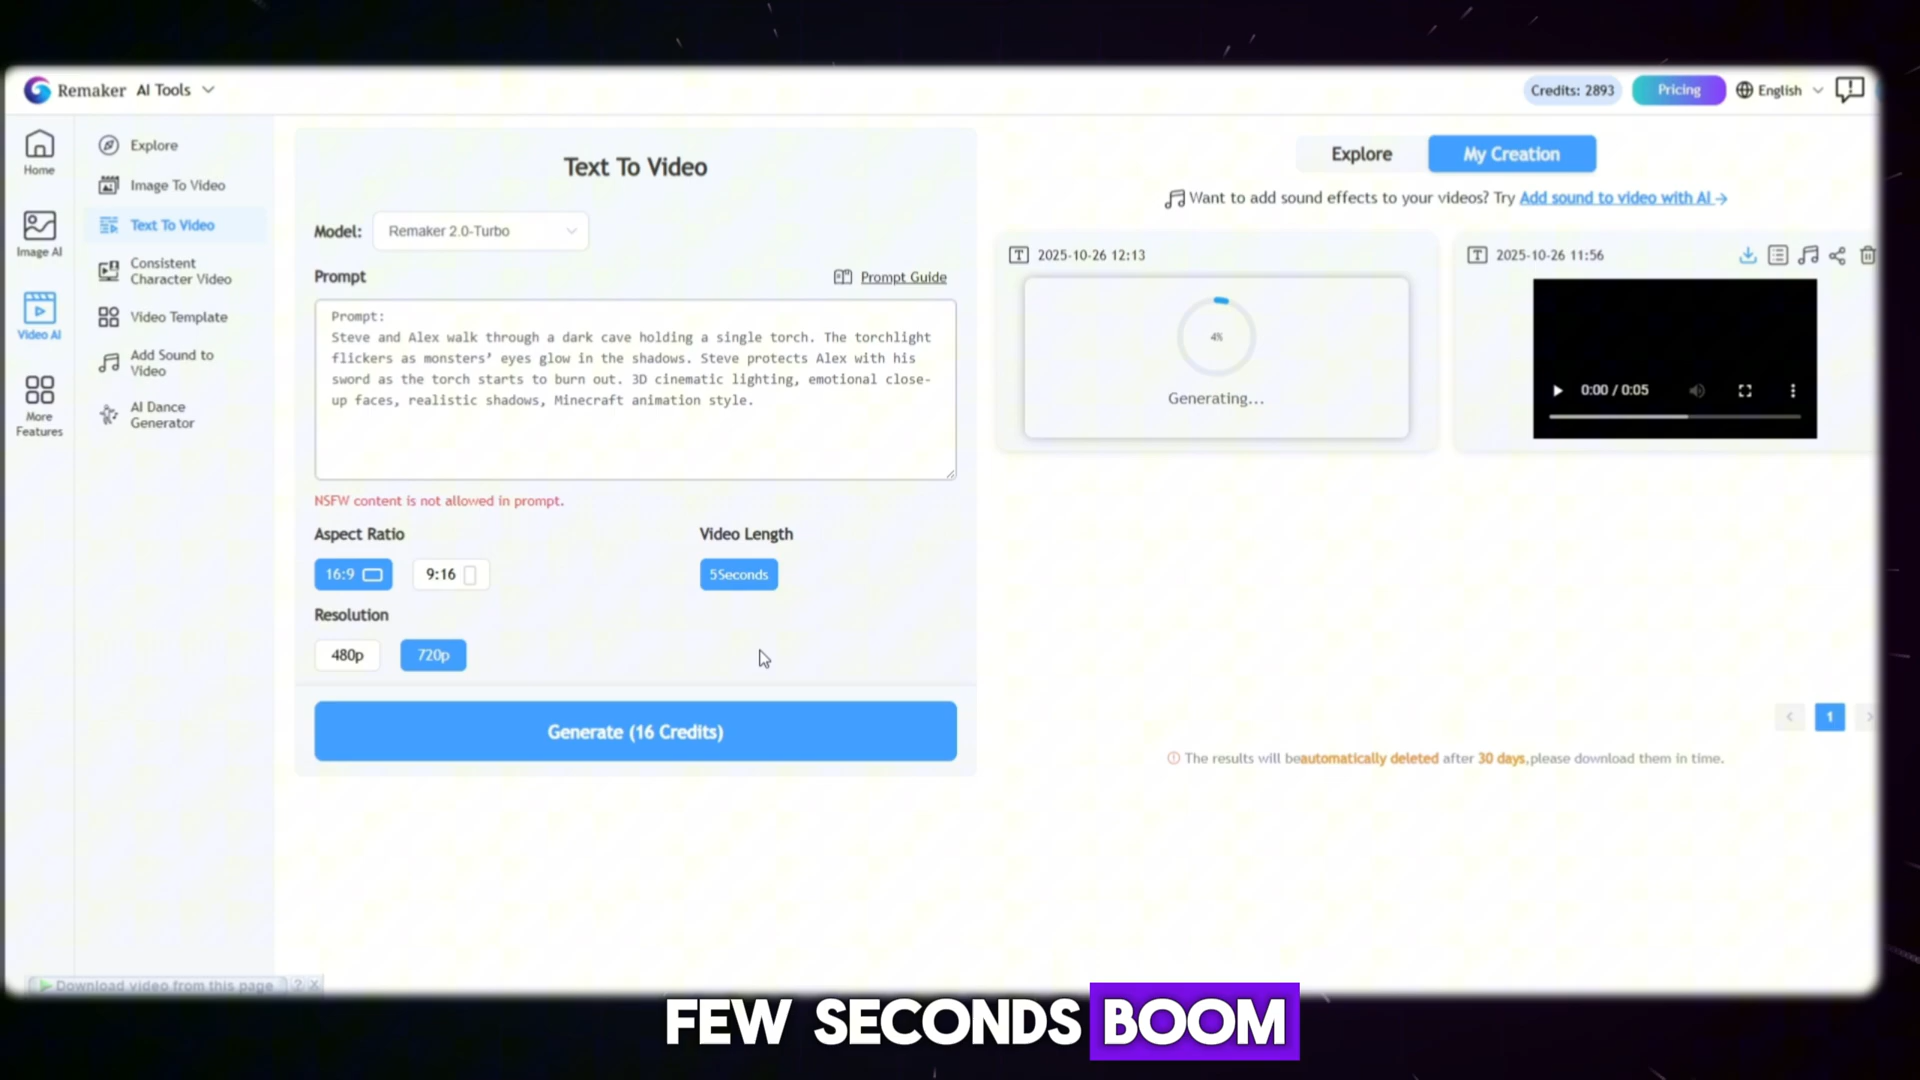 Remaker AI Tools
Credits: 2893
Pricing
English
Home
Image AI
Video AI
More
Features
Explore
Image To Video
Text To Video
Consistent
Character Video
Video Template
Add Sound to
Video
AI Dance
Generator
Text To Video
Model: Remaker 2.0-Turbo
Prompt
Prompt Guide
Prompt:
Steve and Alex walk through a dark cave holding a single torch. The torchlight
flickers as monsters’ eyes glow in the shadows. Steve protects Alex with his
sword as the torch starts to burn out. 3D cinematic lighting, emotional close-
up faces, realistic shadows, Minecraft animation style.
NSFW content is not allowed in prompt.
Aspect Ratio
Video Length
16:9
9:16
5Seconds
Resolution
480p
720p
Generate (16 Credits)
Explore
My Creation
Want to add sound effects to your videos? Try Add sound to video with AI→
T 2025-10-26 12:13
4%
Generating...
T 2025-10-26 11:56
0:00 / 0:05
1
The results will beautomatically deleted after 30 days,please download them in time.
Download video from this page ? X
FEW SECONDS BOOM